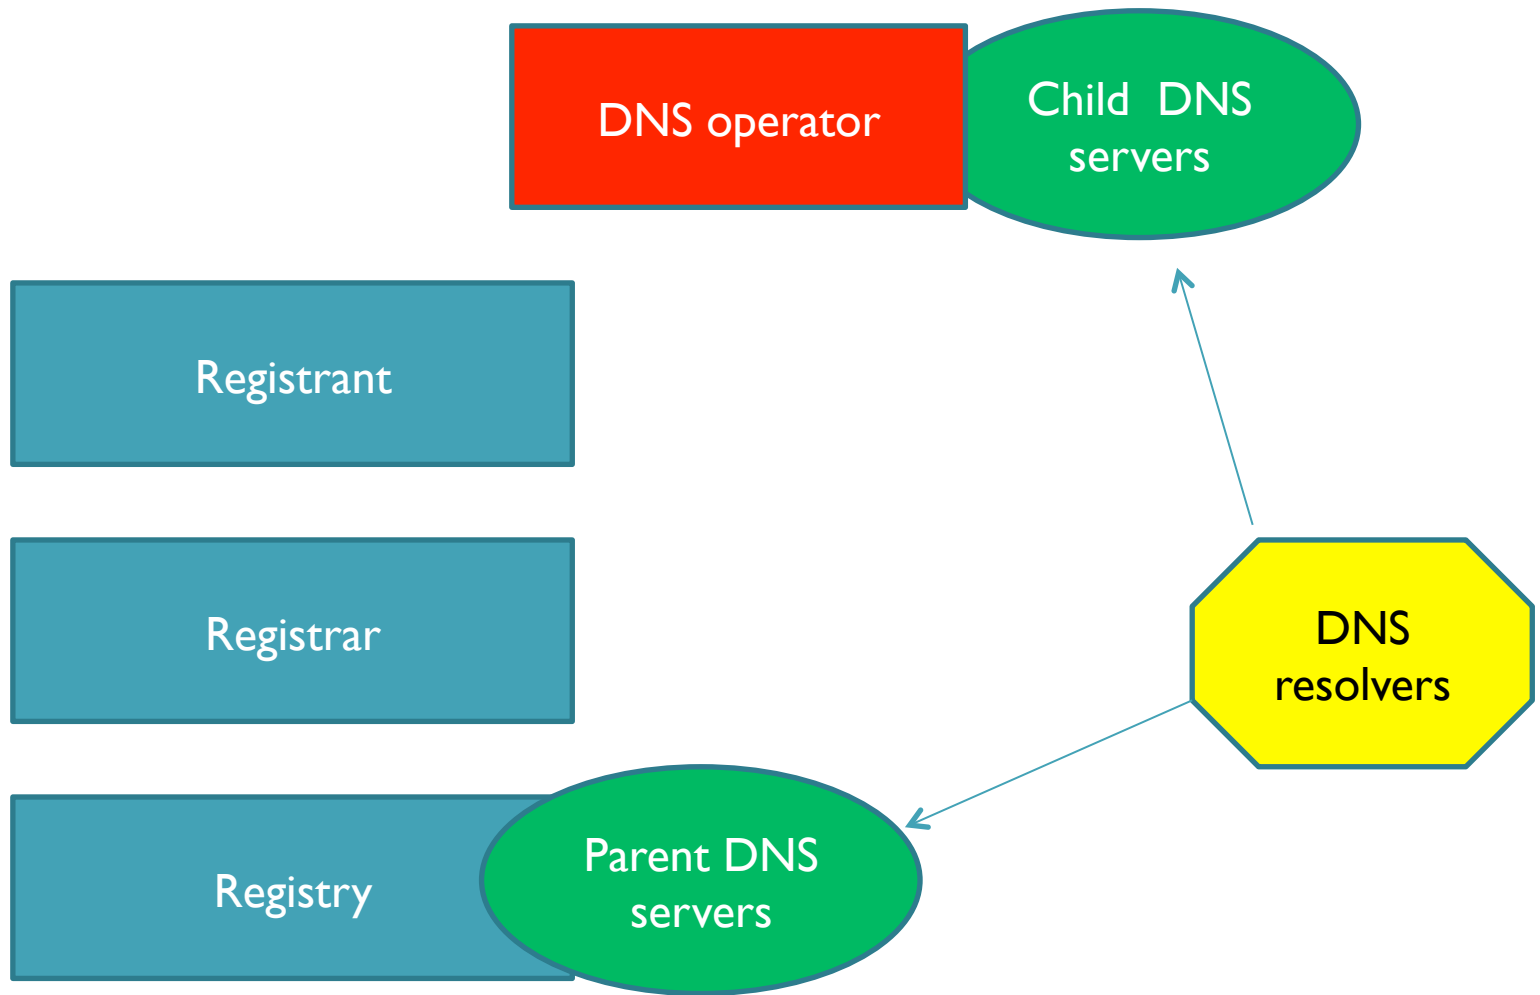 DNS operator
Child  DNS
servers
Registrant
Registrar
DNS
resolvers
Registry
Parent DNS
servers